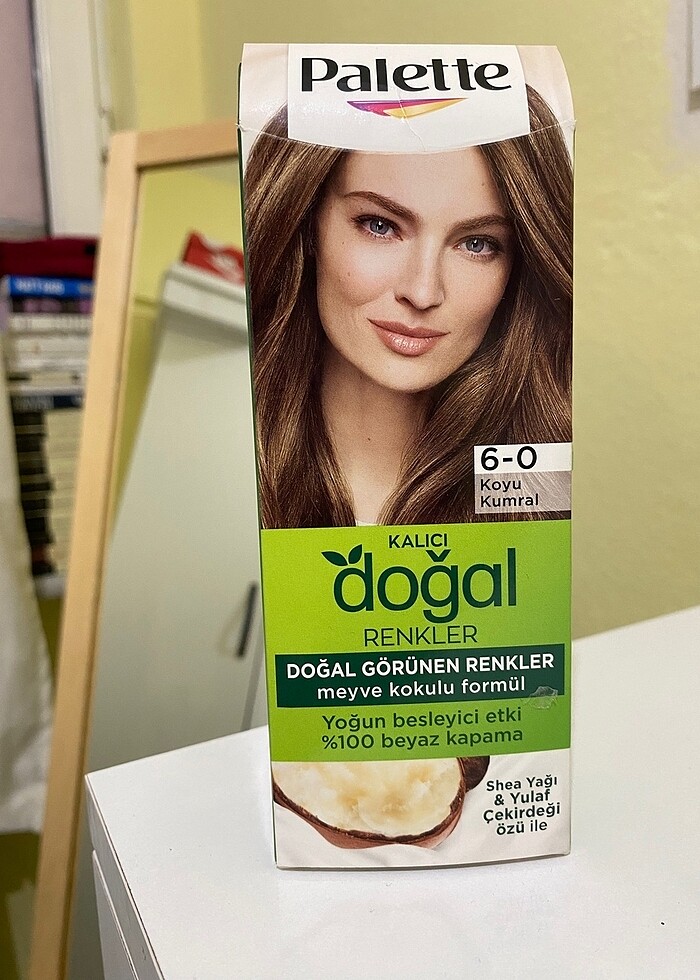 Palette
6-0
Koyu
Kumral
KALICI
doğal
RENKLER
DOĞAL GÖRÜNEN RENKLER
meyve kokulu formül
Yoğun besleyici etki
%100 beyaz kapama
Shea Yağı
& Yulaf
Çekirdeği
özü ile